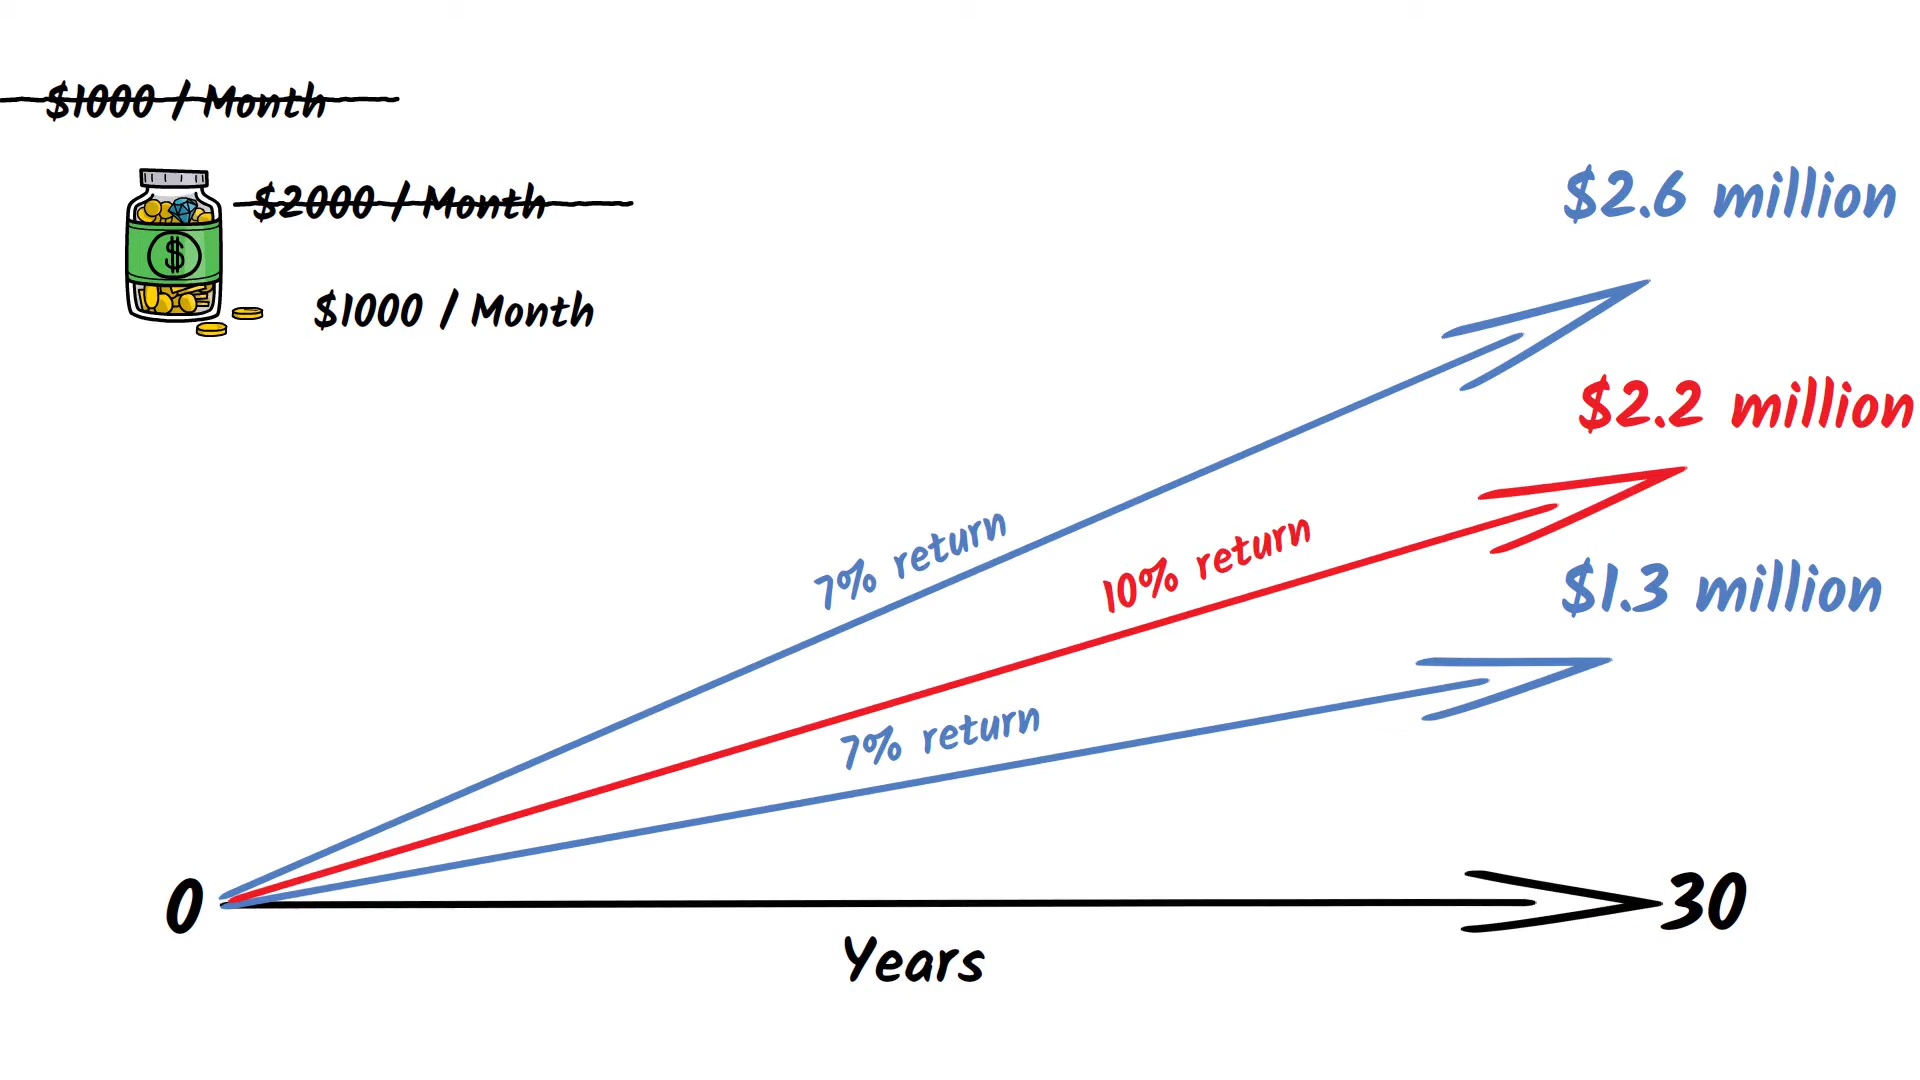 $1000 / Month
$2000 / Month
$
$1000 / Month
$2.6 million
$2.2 million
$1.3 million
7% return
10% return
7% return
0
30
Years